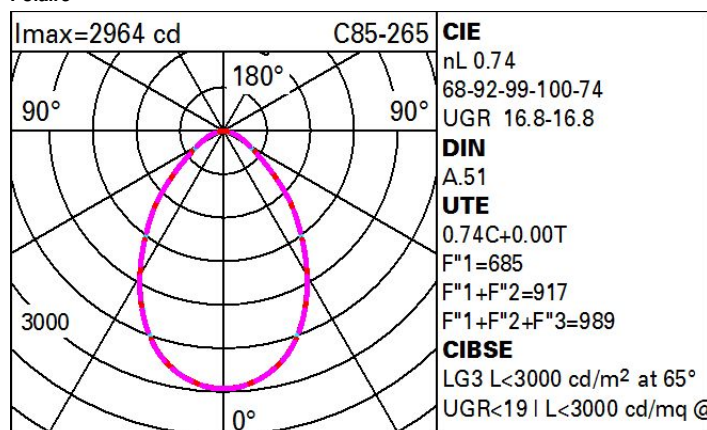 Imax=2964 cd C85-265
180°
90° 90°
3000
0°
CIE
nL 0.74
68-92-99-100-74
UGR 16.8-16.8
DIN
A.51
UTE
0.74C+0.00T
F"1=685
F"1+F"2=917
F"1+F"2+F"3=989
CIBSE
LG3 L<3000 cd/m² at 65°
UGR<19 | L<3000 cd/mq @